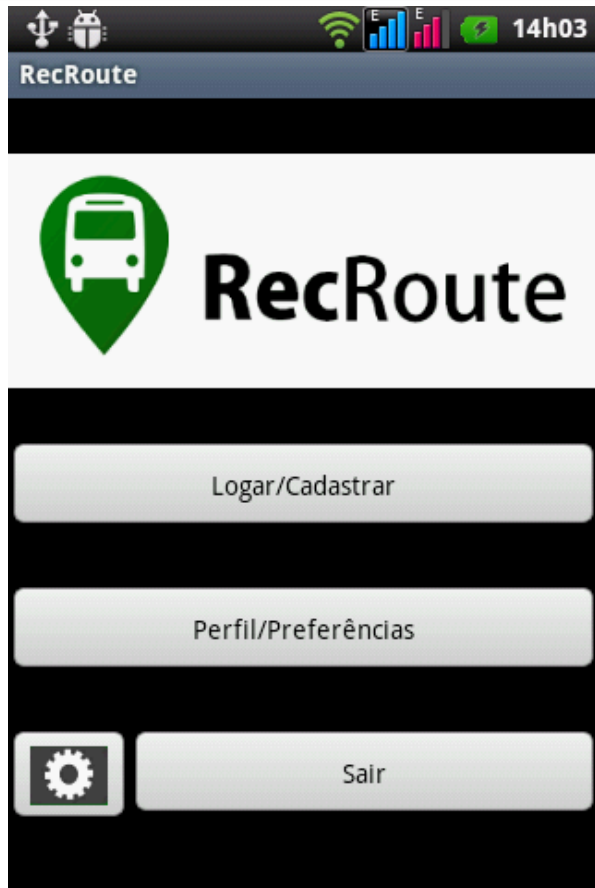 E E 14h03
RecRoute
RecRoute
Logar/Cadastrar
Perfil/Preferências
Sair